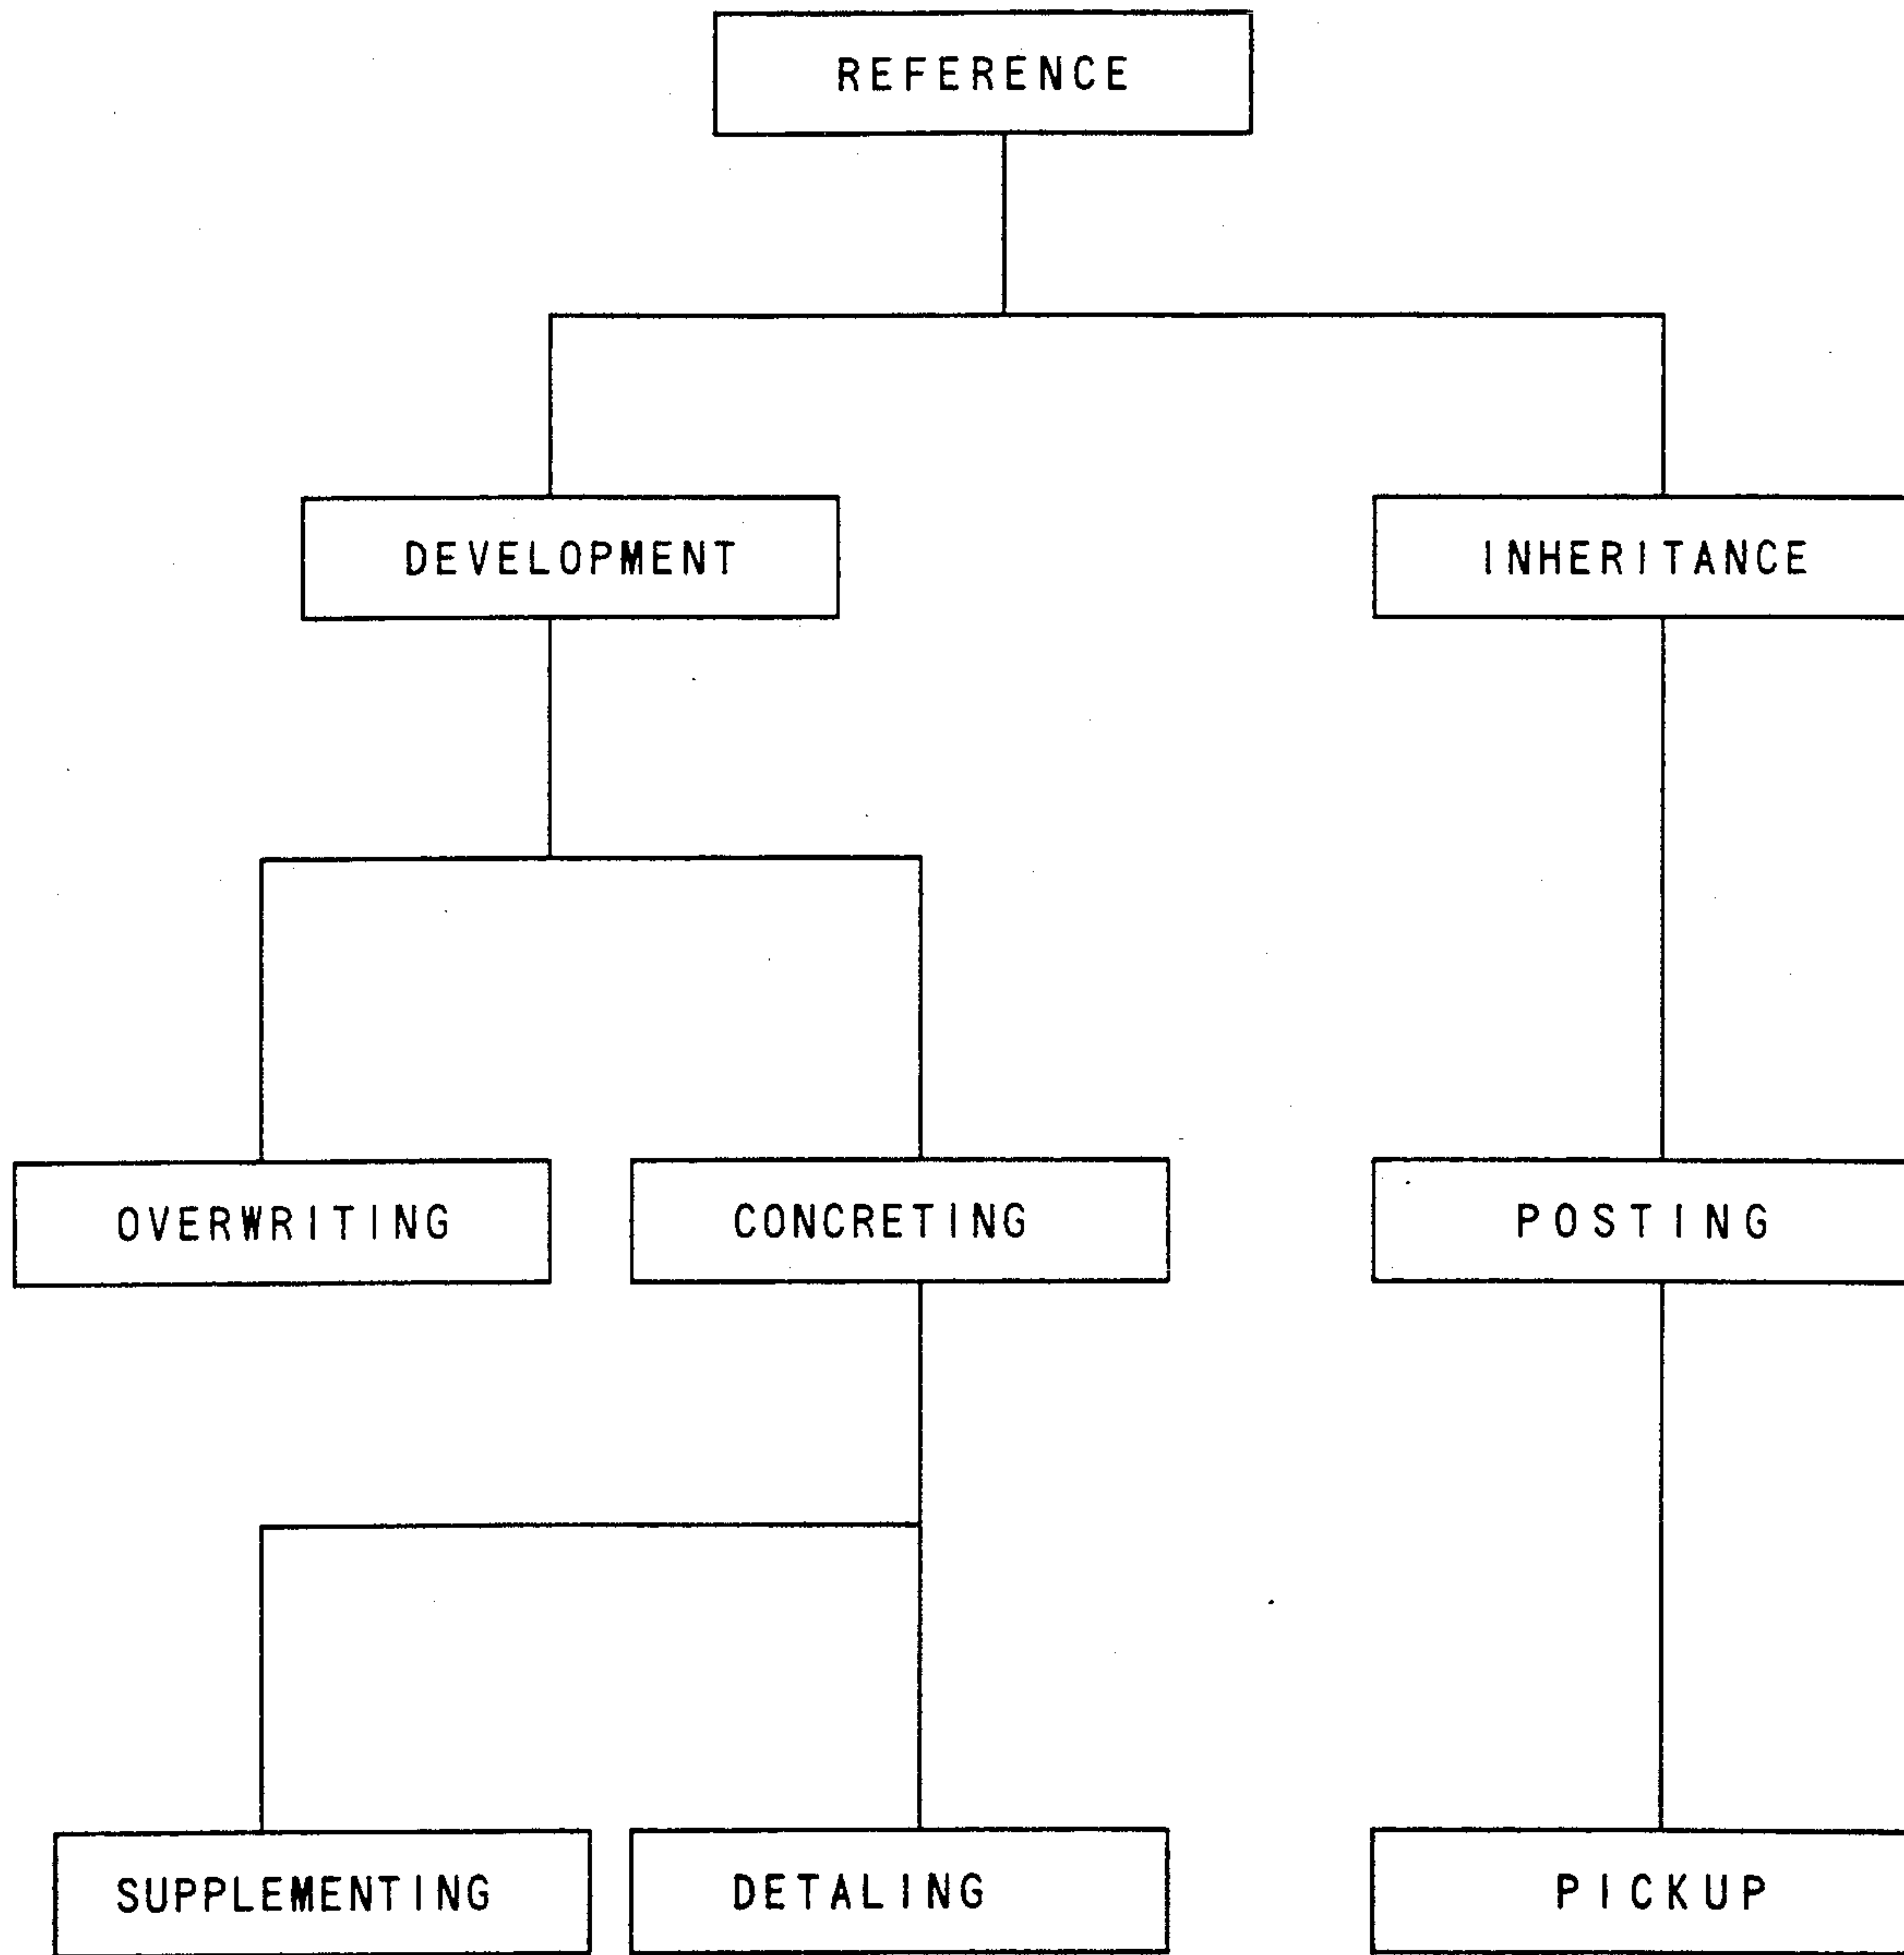 REFERENCE
DEVELOPMENT
INHERITANCE
OVERWRITING
CONCRETING
POSTING
SUPPLEMENTING
DETALING
PICKUP